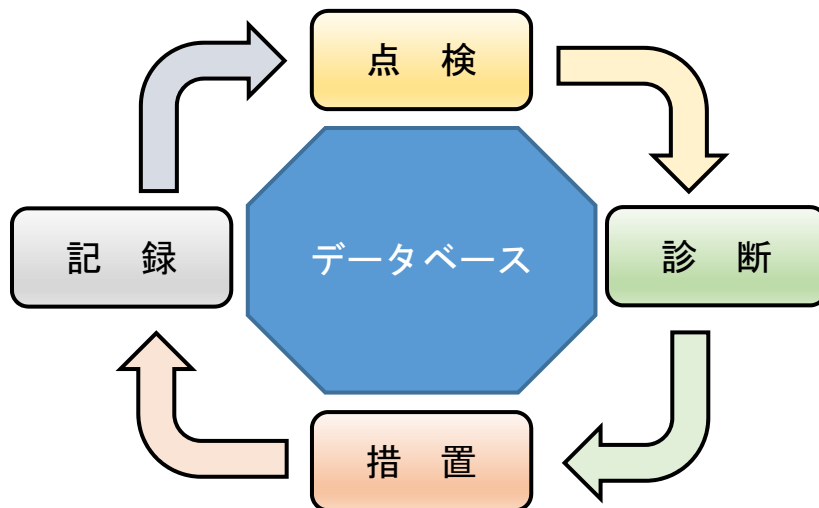 点　検
記　録
データベース
診　断
措　置